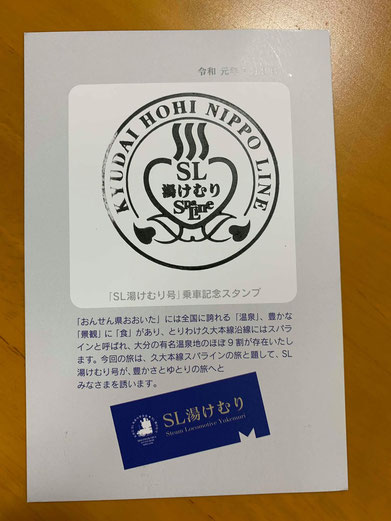 令和 元年
KYUDAI HOHI NIPPO LINE
SL
湯けむり
Spa Line
「SL湯けむり号」乗車記念スタンプ
「おんせん県おおいた」には全国に誇れる「温泉」、豊かな
「景観」に「食」があり、とりわけ久大本線沿線にはスパラ
インと呼ばれ、大分の有名温泉地のほぼ9割が存在いたし
ます。今回の旅は、久大本線スパラインの旅と題して、SL
湯けむり号が、豊かさとゆとりの旅へと
みなさまを誘います。
SL湯けむり
Steam Locomotive Yukemuri